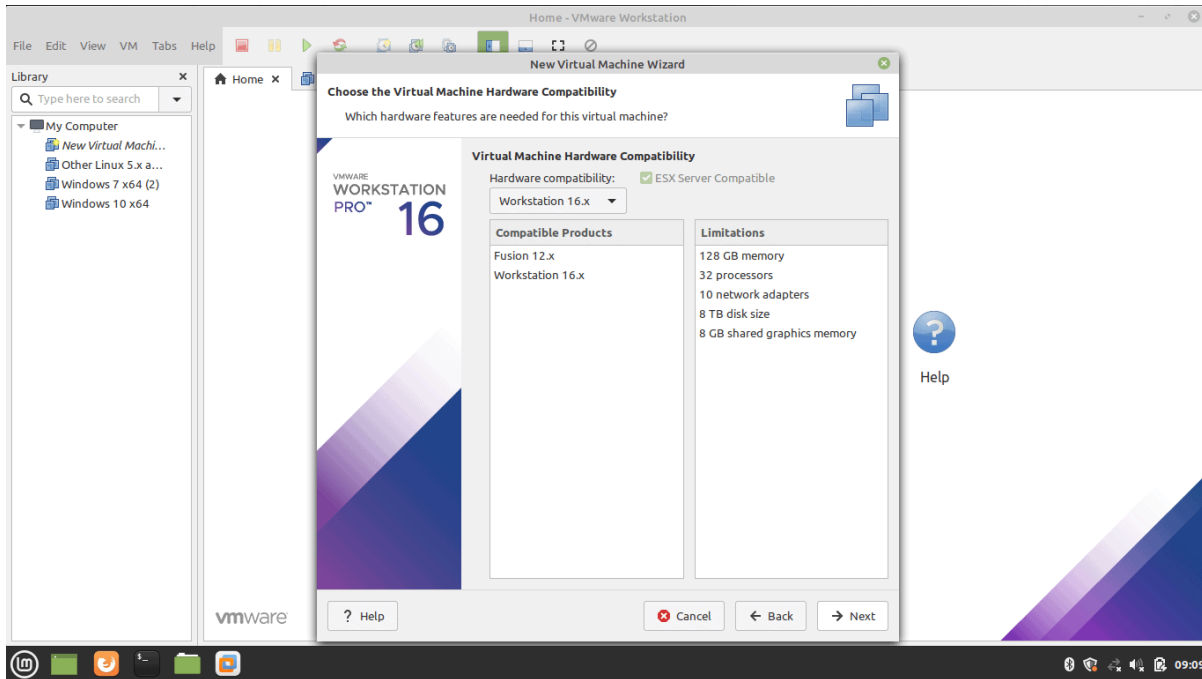 Home - VMware Workstation
File Edit View VM Tabs Help
Library
Type here to search
My Computer
New Virtual Machi...
Other Linux 5.x a...
Windows 7 x64 (2)
Windows 10 x64
Home
New Virtual Machine Wizard
Choose the Virtual Machine Hardware Compatibility
Which hardware features are needed for this virtual machine?
VMWARE
WORKSTATION
PRO™ 16
Virtual Machine Hardware Compatibility
Hardware compatibility: ESX Server Compatible
Workstation 16.x
Compatible Products
Fusion 12.x
Workstation 16.x
Limitations
128 GB memory
32 processors
10 network adapters
8 TB disk size
8 GB shared graphics memory
? Help
Cancel
Back
Next
?
Help
vmware
09:09